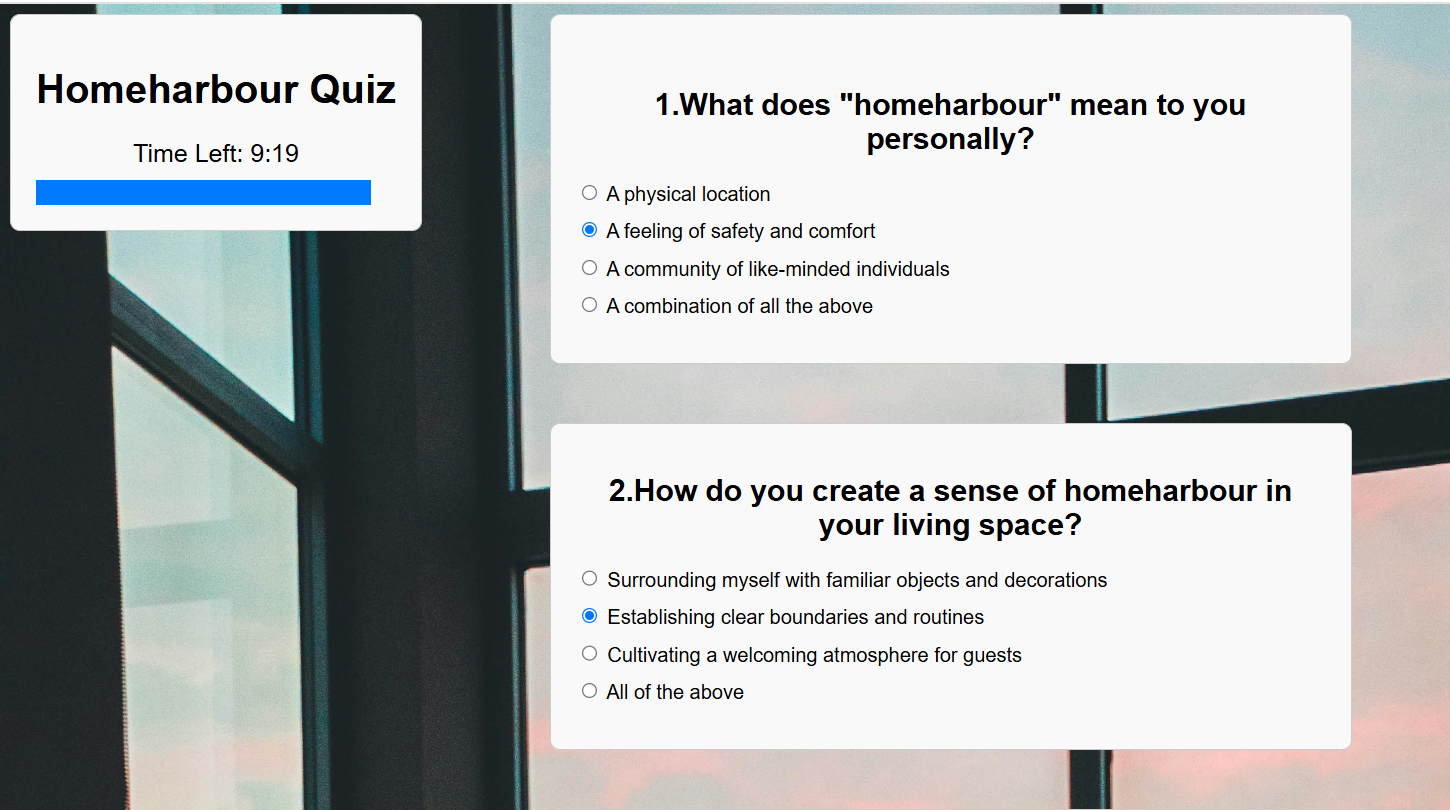 Homeharbour Quiz
Time Left: 9:19
1.What does "homeharbour" mean to you
personally?
A physical location
A feeling of safety and comfort
A community of like-minded individuals
A combination of all the above
2.How do you create a sense of homeharbour in
your living space?
Surrounding myself with familiar objects and decorations
Establishing clear boundaries and routines
Cultivating a welcoming atmosphere for guests
All of the above